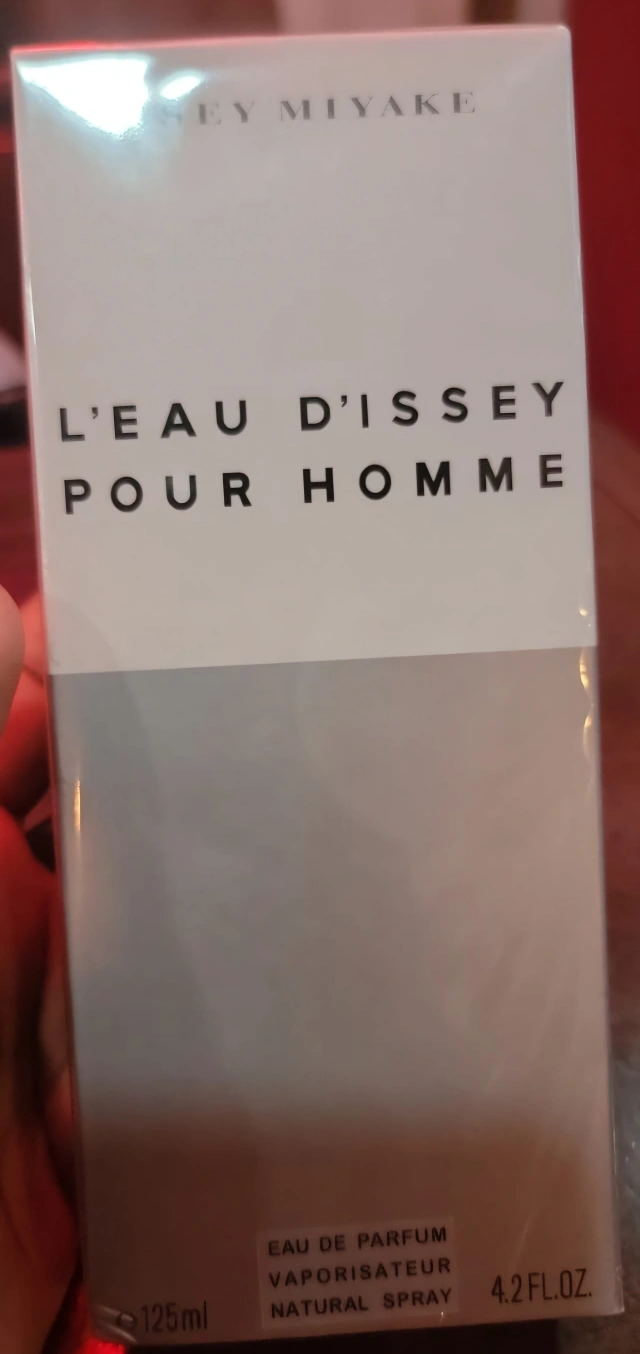 SEY MIYAKE
L'EAU D'ISSEY
POUR HOMME
EAU DE PARFUM
VAPORISATEUR
NATURAL SPRAY
℮125ml
4.2FL.OZ.